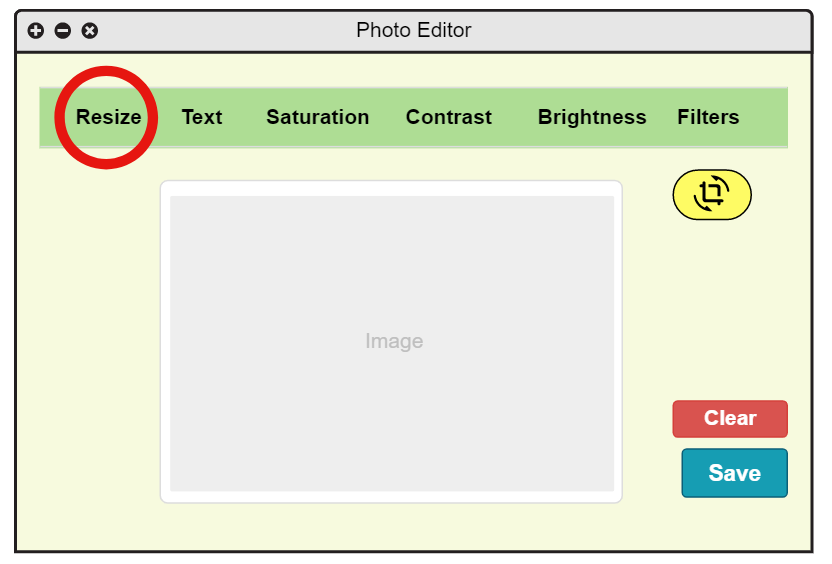 Photo Editor
Resize Text Saturation Contrast Brightness Filters
Image
Clear
Save